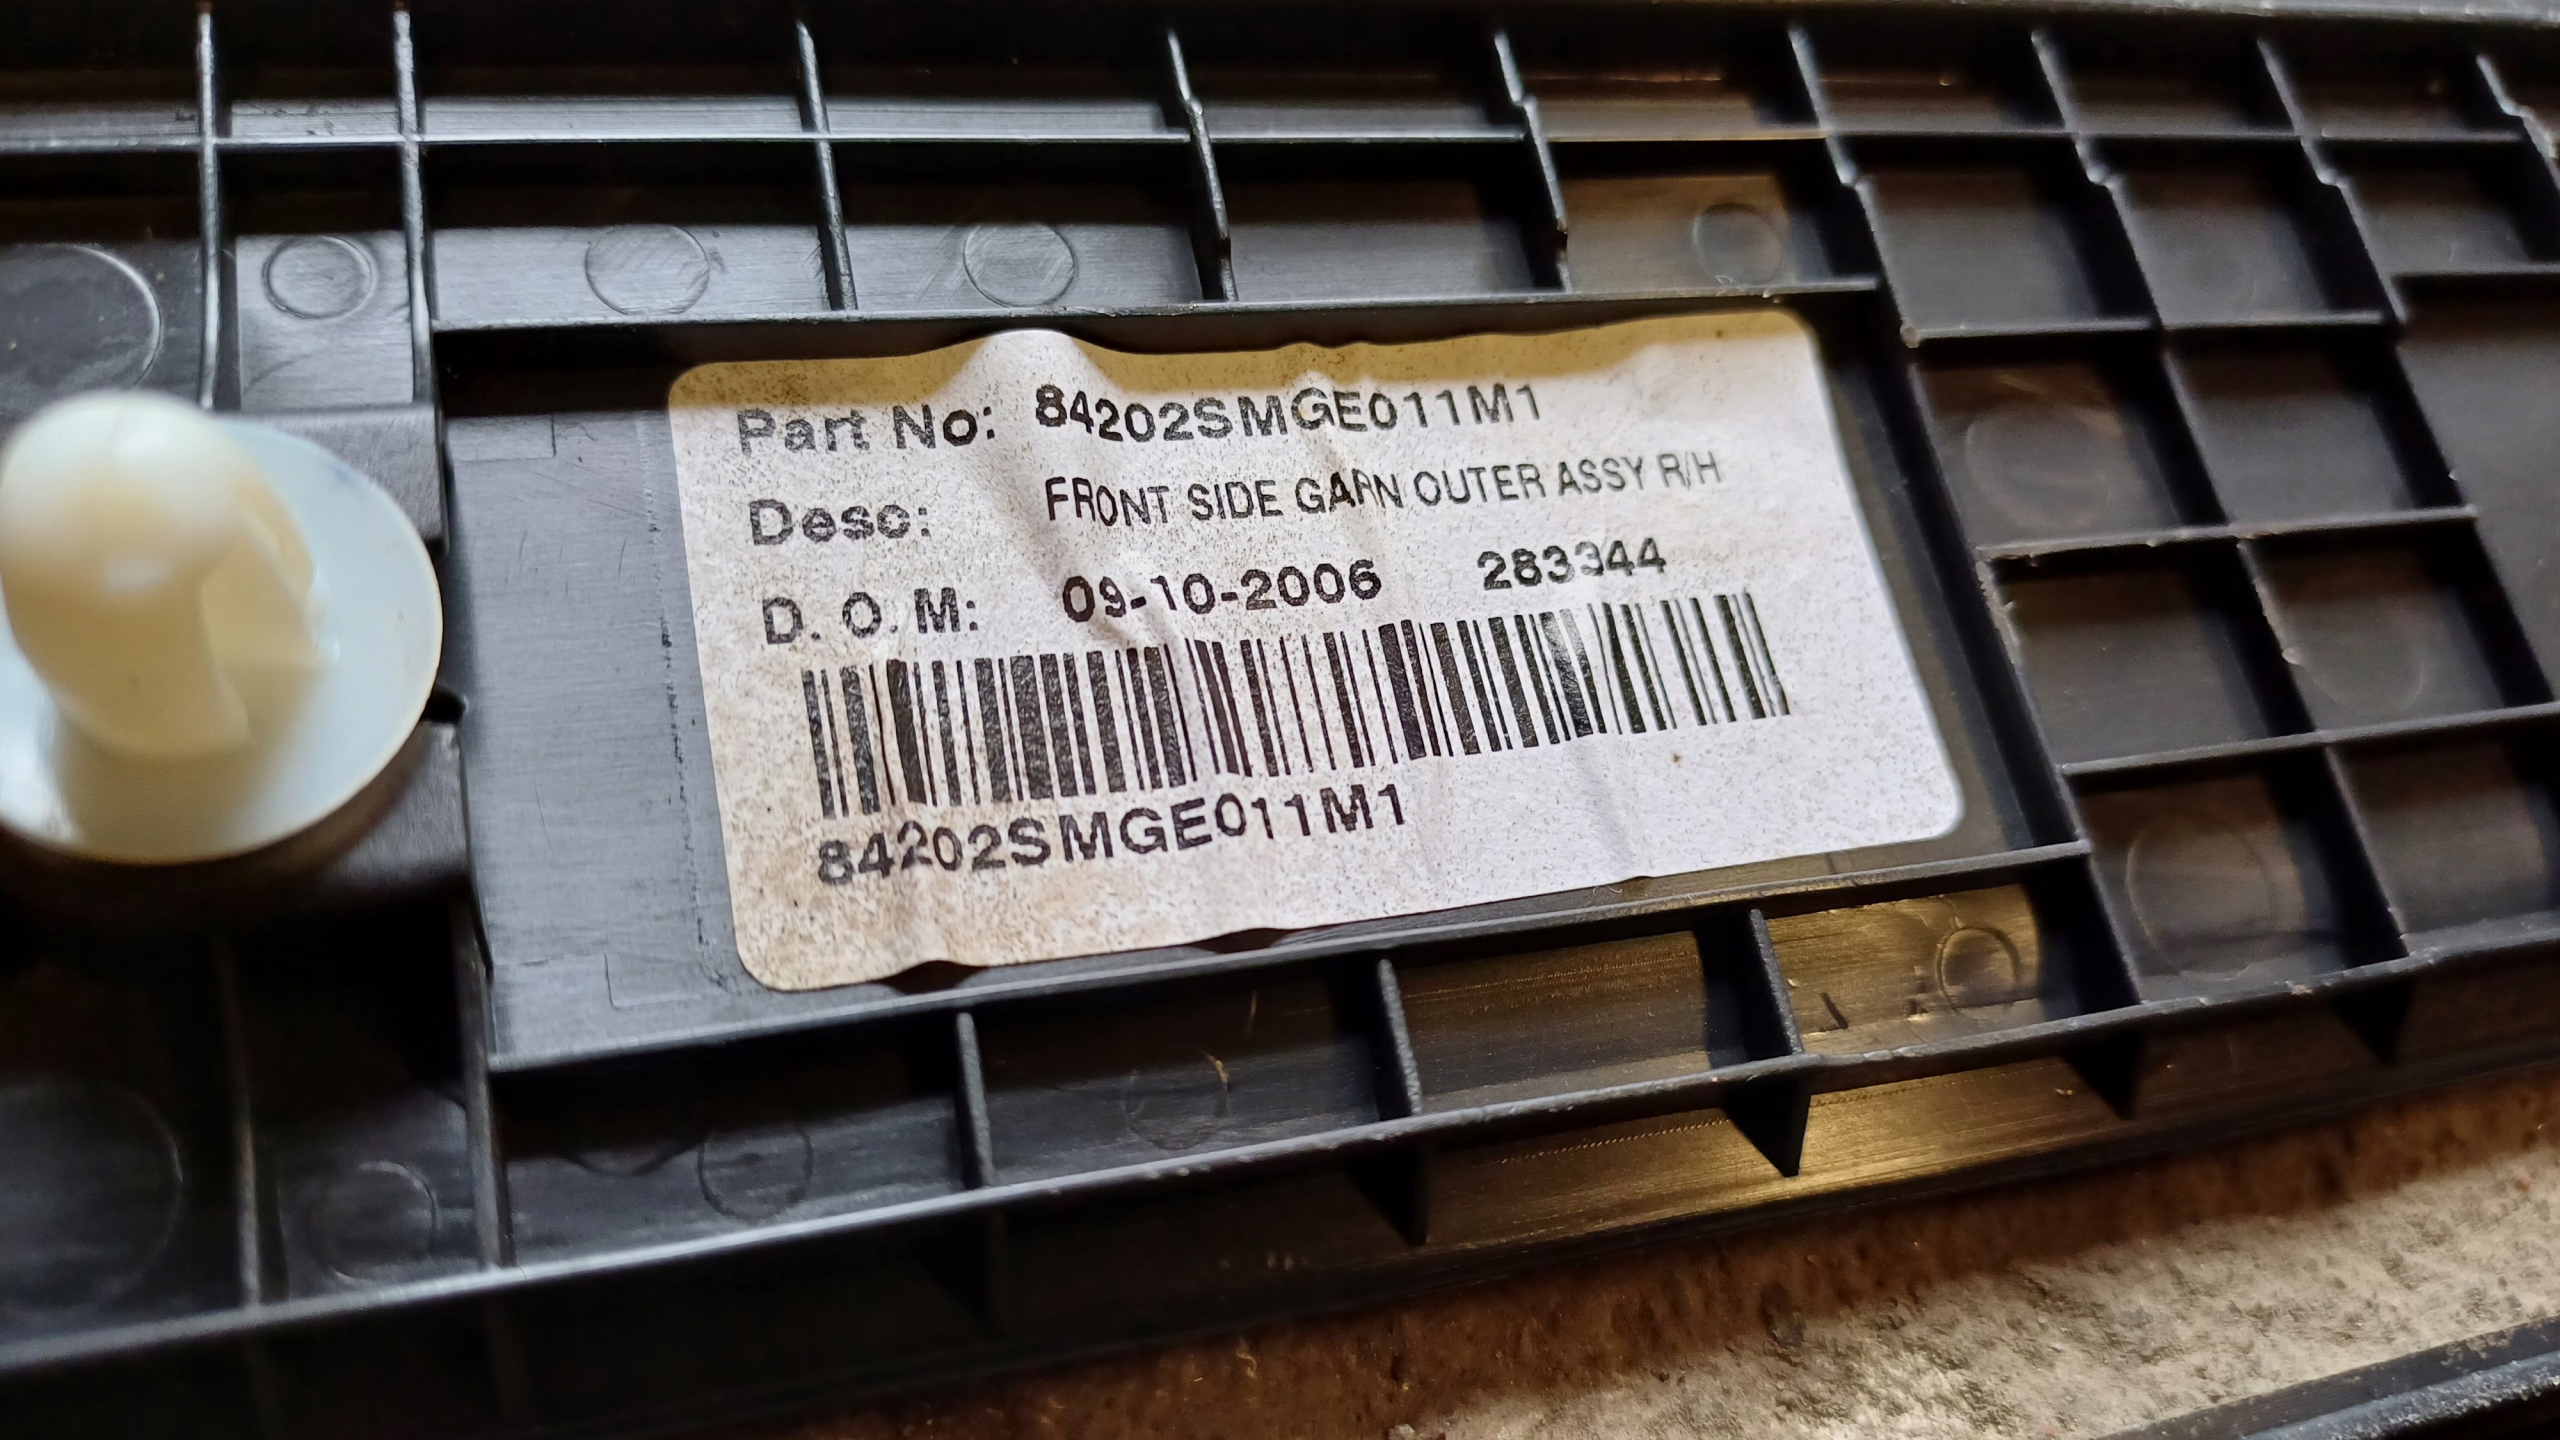 Part No: 84202SMGE011M1
Desc: FRONT SIDE GARN OUTER ASSY R/H
D. O. M: 09-10-2006 283344
84202SMGE011M1